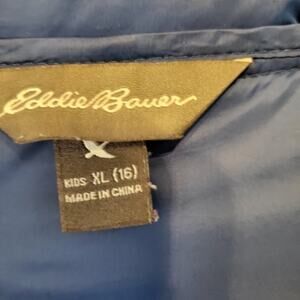 Eddie Bauer
KIDS XL (16)
MADE IN CHINA